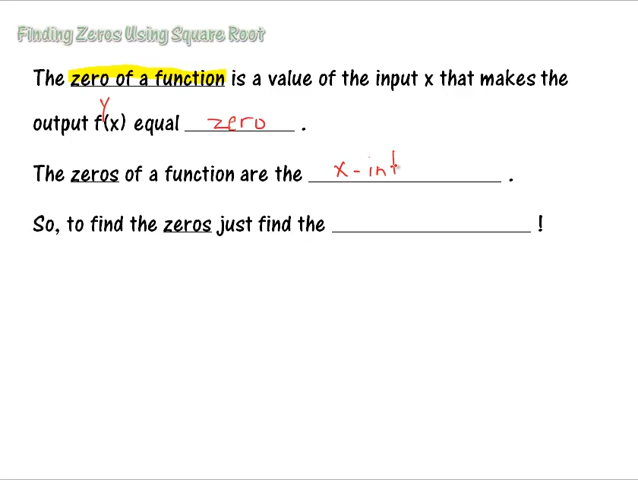 Finding Zeros Using Square Root
The zero of a function is a value of the input x that makes the
y
output f(x) equal zero .
The zeros of a function are the x-int .
So, to find the zeros just find the !